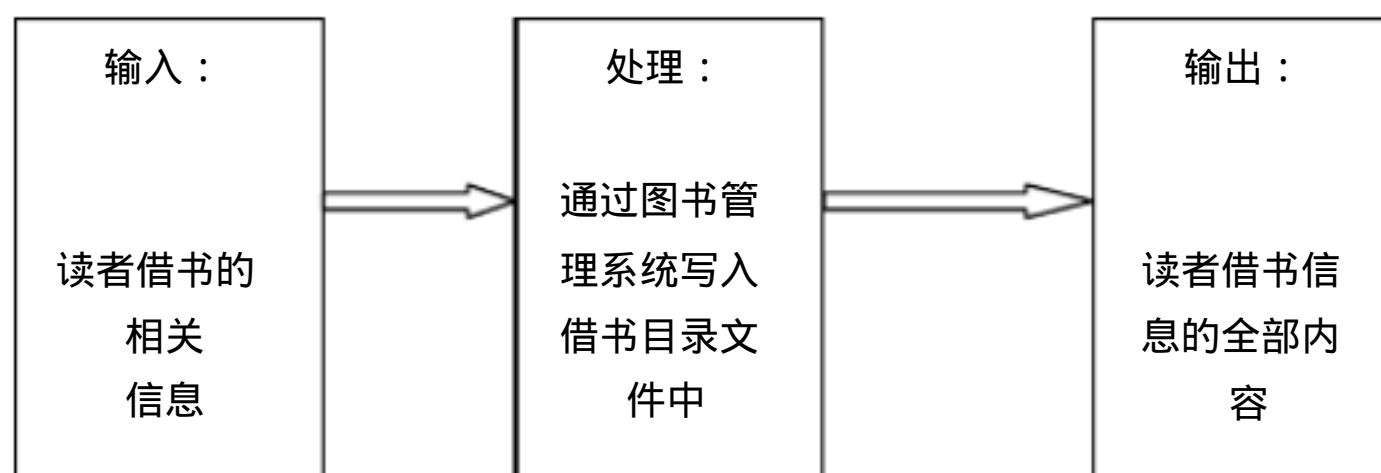 输入：
读者借书的
相关
信息
处理：
通过图书管
理系统写入
借书目录文
件中
输出：
读者借书信
息的全部内
容